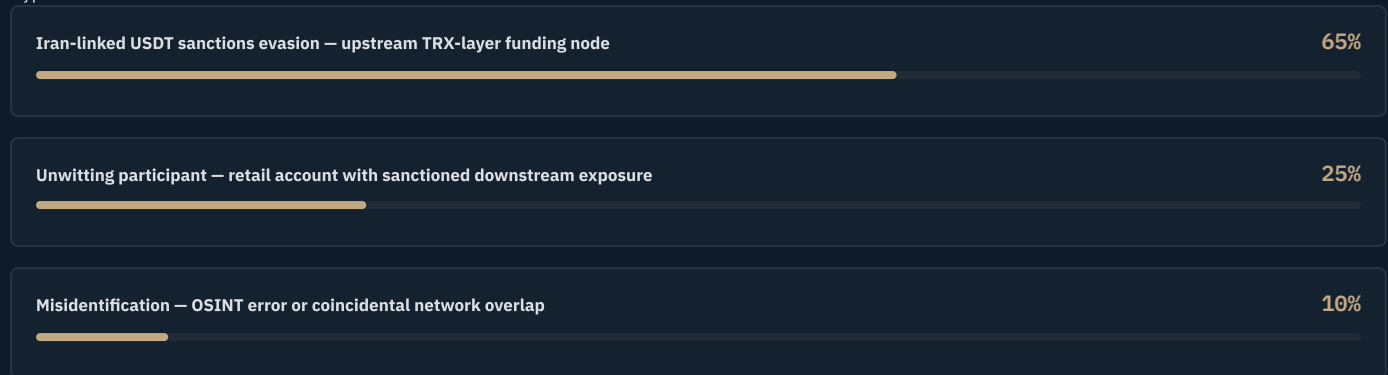 Iran-linked USDT sanctions evasion — upstream TRX-layer funding node
65%
Unwitting participant — retail account with sanctioned downstream exposure
25%
Misidentification — OSINT error or coincidental network overlap
10%